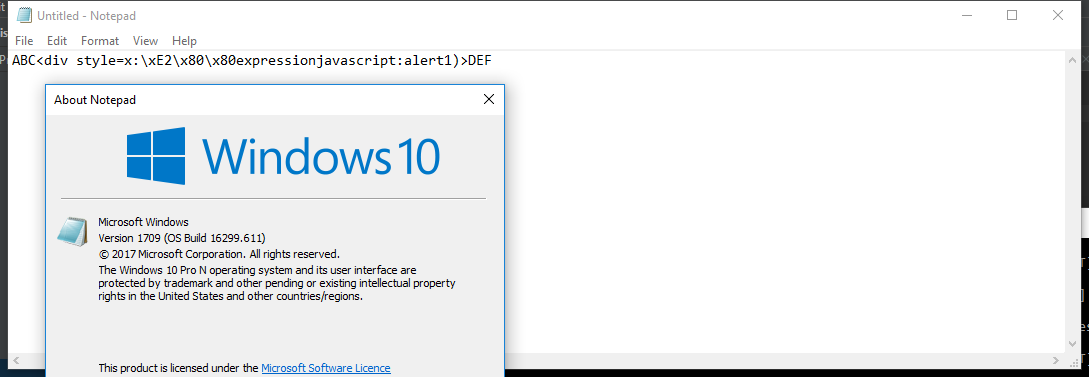 Untitled - Notepad
File Edit Format View Help
ABC<div style=x:\xE2\x80\x80expressionjavascript:alert1)>DEF
About Notepad
Windows 10
Microsoft Windows
Version 1709 (OS Build 16299.611)
© 2017 Microsoft Corporation. All rights reserved.
The Windows 10 Pro N operating system and its user interface are
protected by trademark and other pending or existing intellectual property
rights in the United States and other countries/regions.
This product is licensed under the Microsoft Software Licence